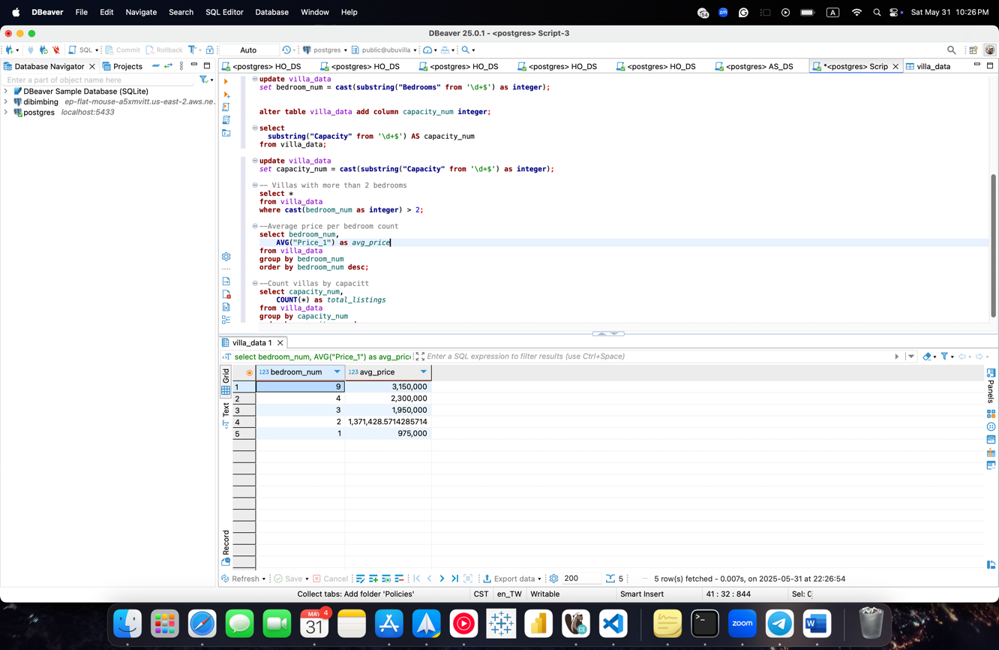 DBeaver File Edit Navigate Search SQL Editor Database Window Help
54 zm A Sat May 31 10:26 PM
DBeaver 25.0.1 - <postgres> Script-3
SQL Commit Rollback T Auto postgres public@ubuvilla
Database Navigator Projects
<postgres> HO_DS <postgres> HO_DS <postgres> HO_DS <postgres> HO_DS <postgres> HO_DS <postgres> AS_DS *<postgres> Scrip villa_data
Enter a part of object name here
DBeaver Sample Database (SQLite)
dibimbing ep-flat-mouse-a5xmvitt.us-east-2.aws.ne
postgres localhost:5433
update villa_data
set bedroom_num = cast(substring("Bedrooms" from '\d+$') as integer);
alter table villa_data add column capacity_num integer;
select
substring("Capacity" from '\d+$') AS capacity_num
from villa_data;
update villa_data
set capacity_num = cast(substring("Capacity" from '\d+$') as integer);
-- Villas with more than 2 bedrooms
select *
from villa_data
where cast(bedroom_num as integer) > 2;
--Average price per bedroom count
select bedroom_num,
AVG("Price_1") as avg_price
from villa_data
group by bedroom_num
order by bedroom_num desc;
--Count villas by capacitt
select capacity_num,
COUNT(*) as total_listings
from villa_data
group by capacity_num
villa_data 1
select bedroom_num, AVG("Price_1") as avg_pric Enter a SQL expression to filter results (use Ctrl+Space)
Grid
Text
Record
Panels
123 bedroom_num 123 avg_price
1 9 3,150,000
2 4 2,300,000
3 3 1,950,000
4 2 1,371,428.5714285714
5 1 975,000
Refresh Save Cancel Export data 200 5 5 row(s) fetched - 0.007s, on 2025-05-31 at 22:26:54
Collect tabs: Add folder 'Policies' CST en_TW Writable Smart Insert 41 : 32 : 844 Sel: 0
MAY 4
31
CE
zoom
W